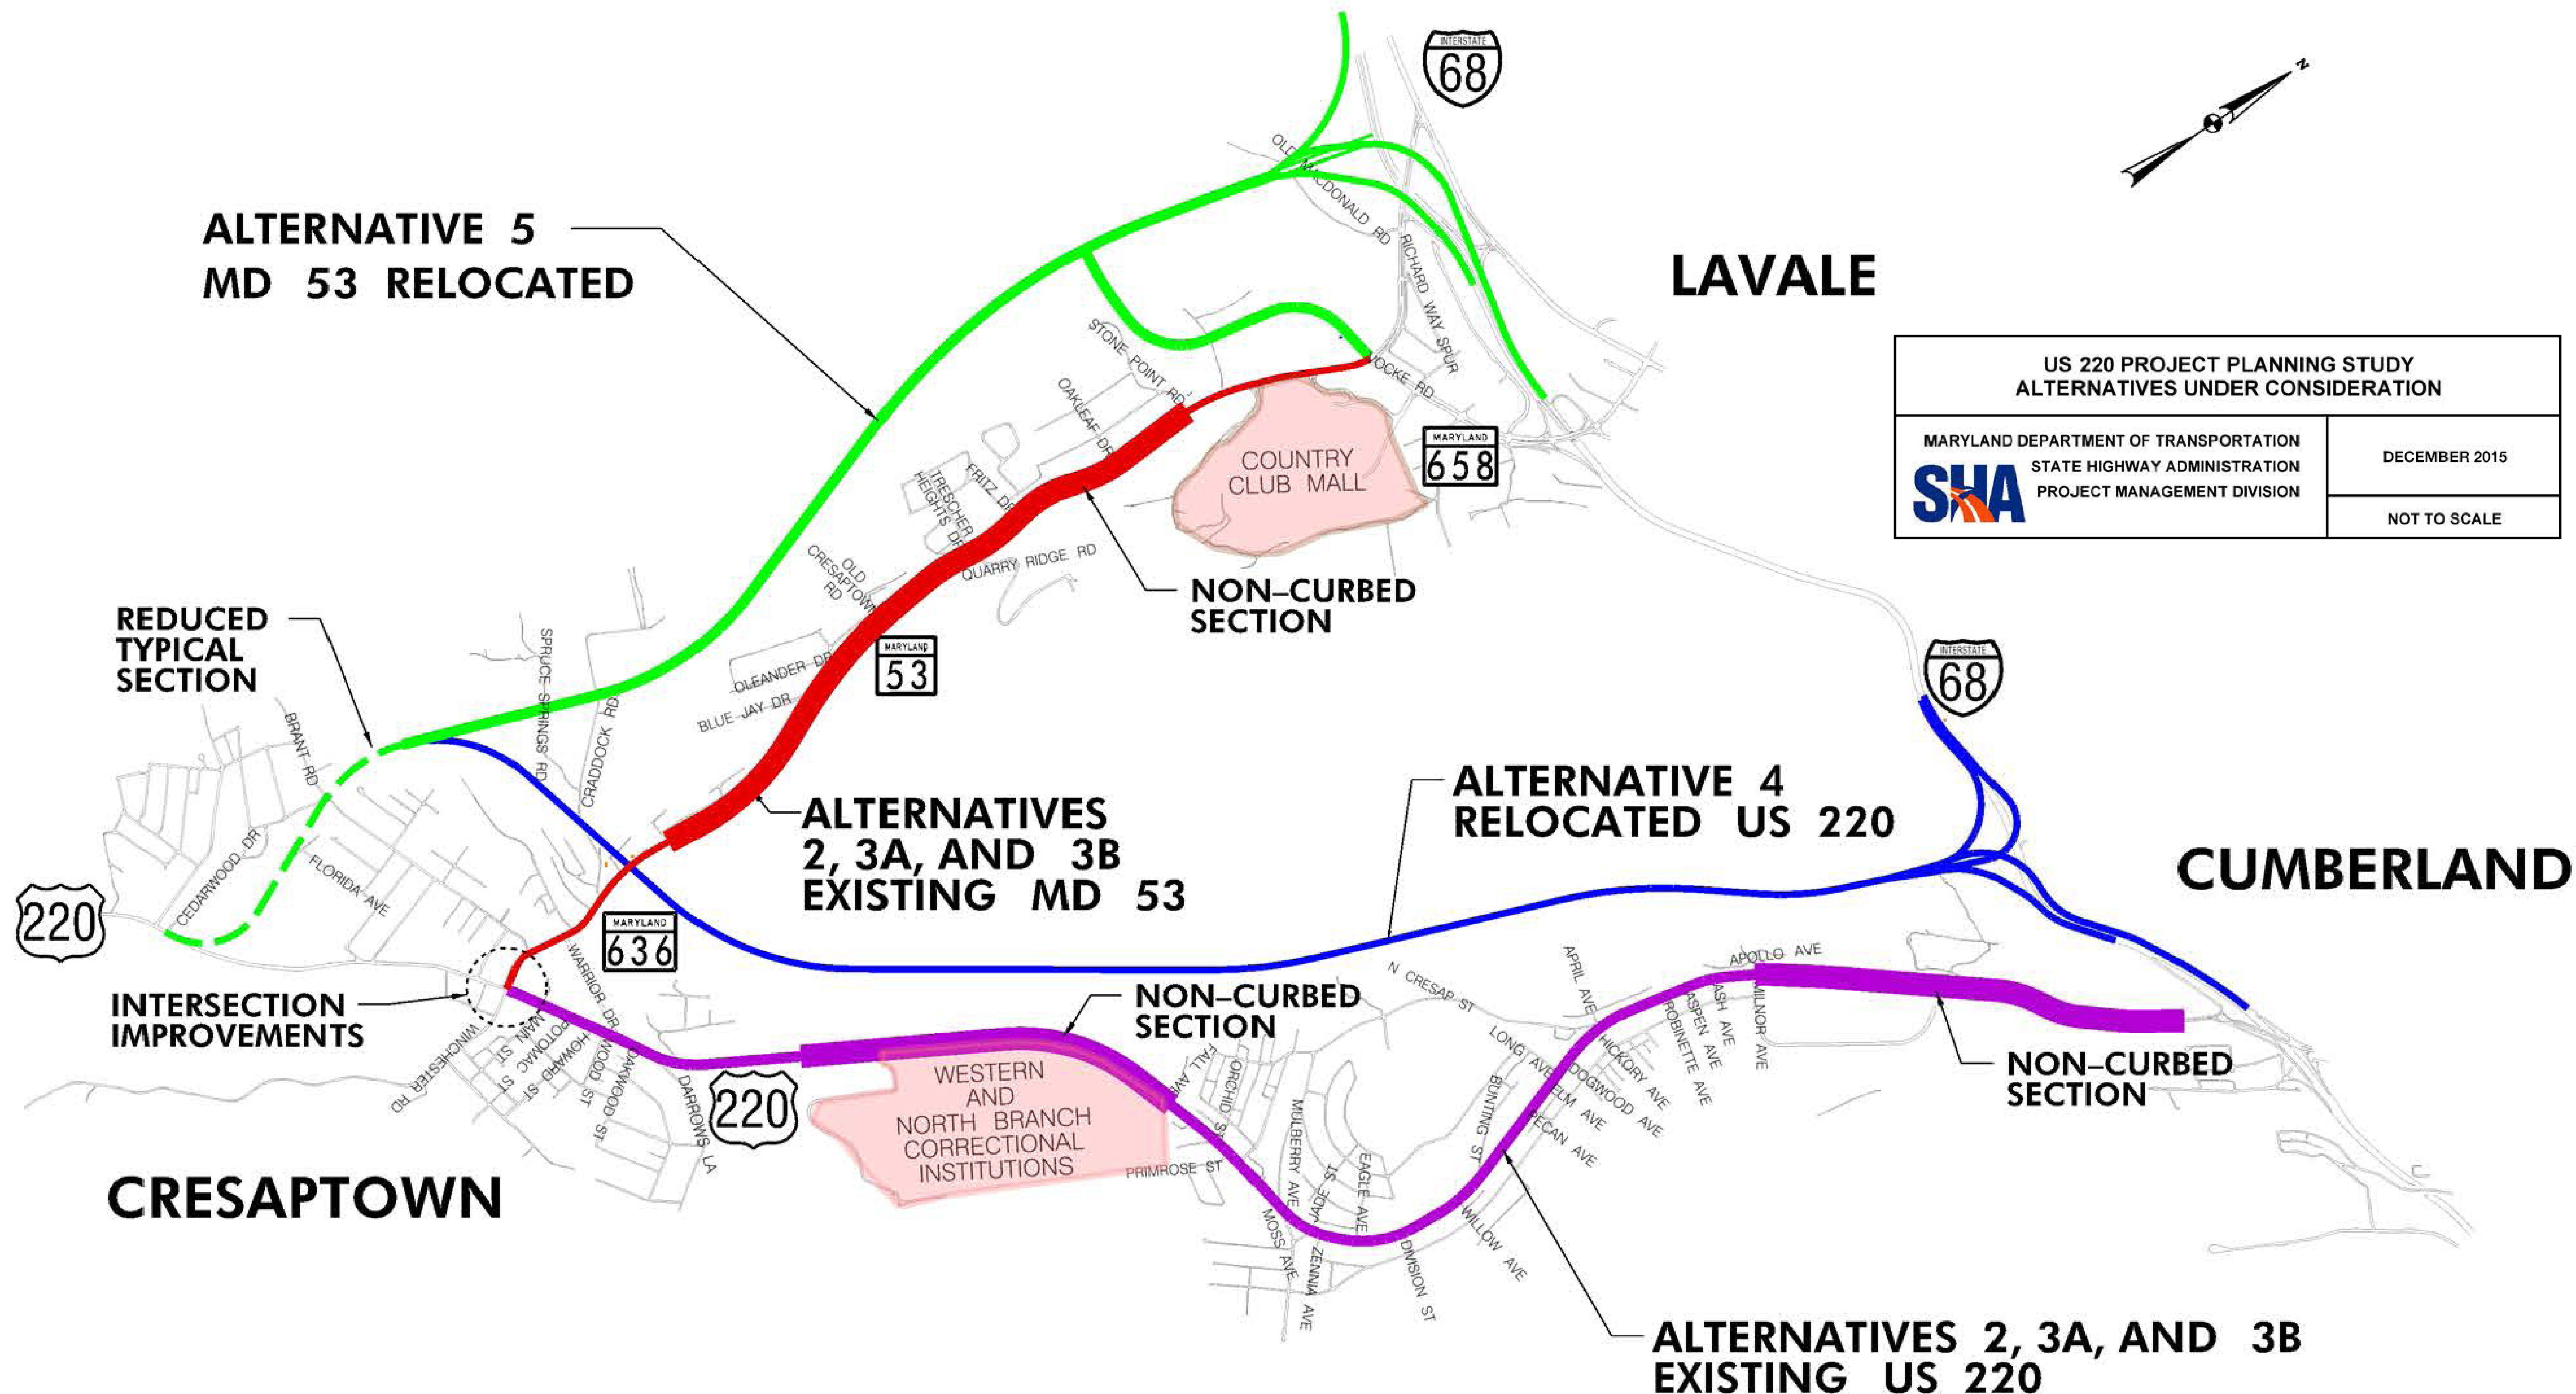 INTERSTATE
68
N
OLD MACDONALD RD
ALTERNATIVE 5
MD 53 RELOCATED
RICHARD WAY SPUR
LAVALE
STONE POINT RD
VOCKE RD
US 220 PROJECT PLANNING STUDY
ALTERNATIVES UNDER CONSIDERATION
MARYLAND DEPARTMENT OF TRANSPORTATION
SHA
STATE HIGHWAY ADMINISTRATION
PROJECT MANAGEMENT DIVISION
DECEMBER 2015
NOT TO SCALE
OAKLEAF DR
COUNTRY
CLUB MALL
MARYLAND
658
FRITZ DR
TRESCHER
HEIGHTS DR
QUARRY RIDGE RD
OLD
CRESAPTOWN
RD
NON-CURBED
SECTION
REDUCED
TYPICAL
SECTION
SPRUCE SPRINGS RD
CRADDOCK RD
OLEANDER DR
BLUE JAY DR
MARYLAND
53
INTERSTATE
68
BRANT RD
ALTERNATIVES
2, 3A, AND 3B
EXISTING MD 53
ALTERNATIVE 4
RELOCATED US 220
CUMBERLAND
CEDARWOOD DR
FLORIDA AVE
220
MARYLAND
636
WARRIOR DR
INTERSECTION
IMPROVEMENTS
WINCHESTER RD
MAIN ST
POTOMAC ST
HOWARD ST
WOOD ST
OAKWOOD ST
DARROWS LA
220
NON-CURBED
SECTION
WESTERN
AND
NORTH BRANCH
CORRECTIONAL
INSTITUTIONS
N CRESAP ST
APRIL AVE
APOLLO AVE
FALL AVE
ORCHID ST
PRIMROSE ST
MULBERRY AVE
JADE ST
EAGLE AVE
MOSS AVE
ZENNIA AVE
DIVISION ST
WILLOW AVE
BUNTING ST
LONG AVE
ELM AVE
PECAN AVE
DOGWOOD AVE
HICKORY AVE
ROBINETTE AVE
ASPEN AVE
ASH AVE
MILNOR AVE
NON-CURBED
SECTION
CRESAPTOWN
ALTERNATIVES 2, 3A, AND 3B
EXISTING US 220